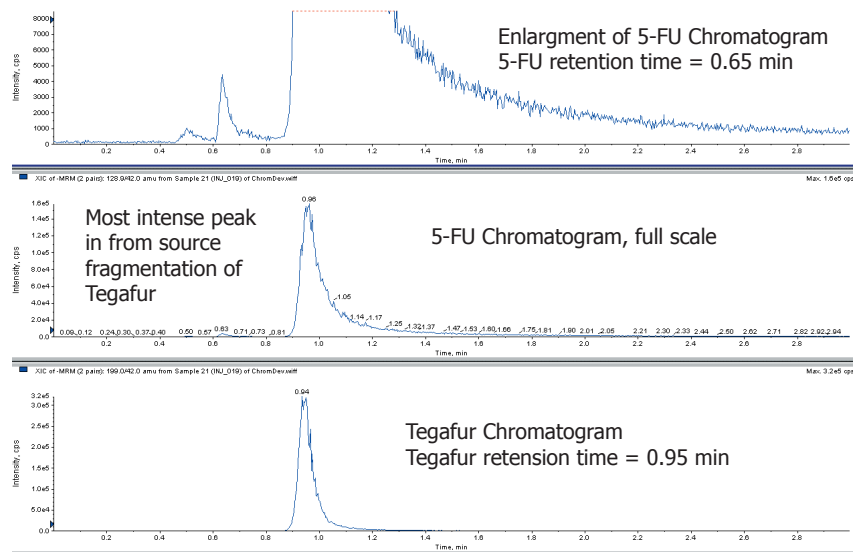 Enlargment of 5-FU Chromatogram
5-FU retention time = 0.65 min
Intensity, cps
8000
7000
6000
5000
4000
3000
2000
1000
0
0.2 0.4 0.6 0.8 1.0 1.2 1.4 1.6 1.8 2.0 2.2 2.4 2.6 2.8
Time, min
XIC of -MRM (2 pairs): 128.9/42.0 amu from Sample 21 (INJ_019) of ChromDev.wiff Max. 1.6e5 cps
Most intense peak
in from source
fragmentation of
Tegafur
5-FU Chromatogram, full scale
Intensity, cps
1.6e5
1.4e5
1.2e5
1.0e5
8.0e4
6.0e4
4.0e4
2.0e4
0.0
0.96
1.05
1.14 1.17
1.25 1.32 1.37 1.47 1.53 1.60 1.66 1.75 1.81 1.90 2.01 2.05 2.21 2.30 2.33 2.44 2.50 2.62 2.71 2.82 2.92 2.94
0.09 0.12 0.24 0.30 0.37 0.40 0.50 0.57 0.63 0.71 0.73 0.81
0.2 0.4 0.6 0.8 1.0 1.2 1.4 1.6 1.8 2.0 2.2 2.4 2.6 2.8
Time, min
XIC of -MRM (2 pairs): 199.0/42.0 amu from Sample 21 (INJ_019) of ChromDev.wiff Max. 3.2e5 cps
0.94
Tegafur Chromatogram
Tegafur retension time = 0.95 min
Intensity, cps
3.2e5
3.0e5
2.5e5
2.0e5
1.5e5
1.0e5
5.0e4
0.0
0.2 0.4 0.6 0.8 1.0 1.2 1.4 1.6 1.8 2.0 2.2 2.4 2.6 2.8
Time, min